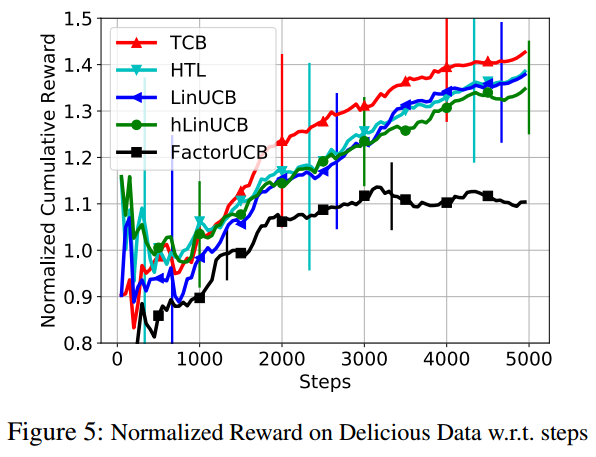 1.5
1.4
1.3
1.2
1.1
1.0
0.9
0.8
Normalized Cumulative Reward
TCB
HTL
LinUCB
hLinUCB
FactorUCB
0 1000 2000 3000 4000 5000
Steps
Figure 5: Normalized Reward on Delicious Data w.r.t. steps